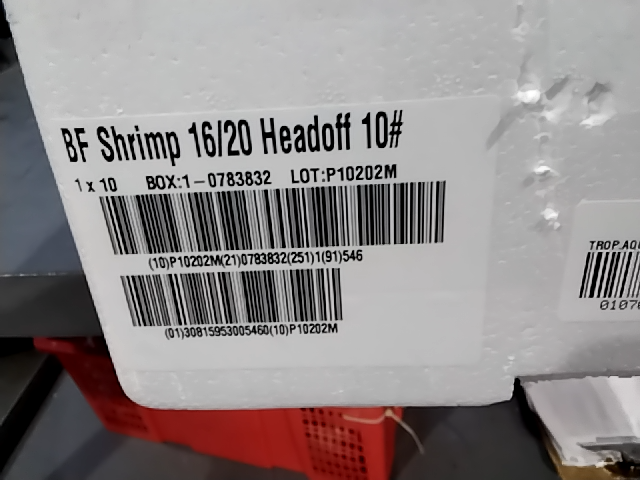 BF Shrimp 16/20 Headoff 10#
1 x 10 BOX:1-0783832 LOT:P10202M
(10)P10202M(21)0783832(251)1(91)546
(01)30815953005460(10)P10202M
TROP.AQU
01070